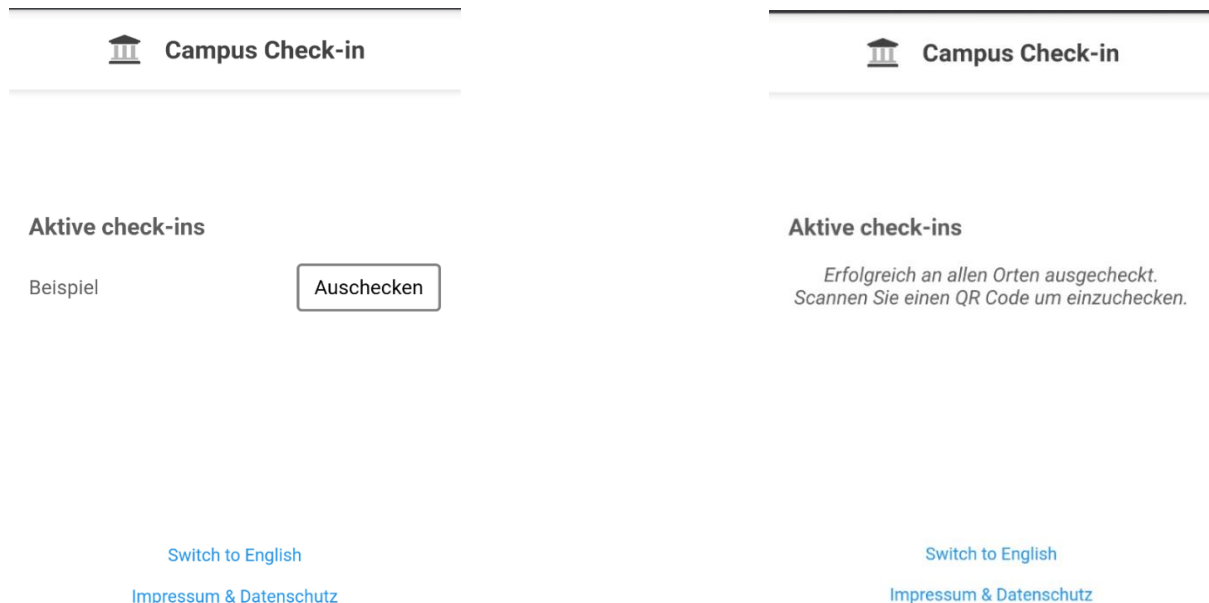 Campus Check-in
Aktive check-ins
Beispiel
Auschecken
Switch to English
Impressum & Datenschutz
Campus Check-in
Aktive check-ins
Erfolgreich an allen Orten ausgecheckt.
Scannen Sie einen QR Code um einzuchecken.
Switch to English
Impressum & Datenschutz